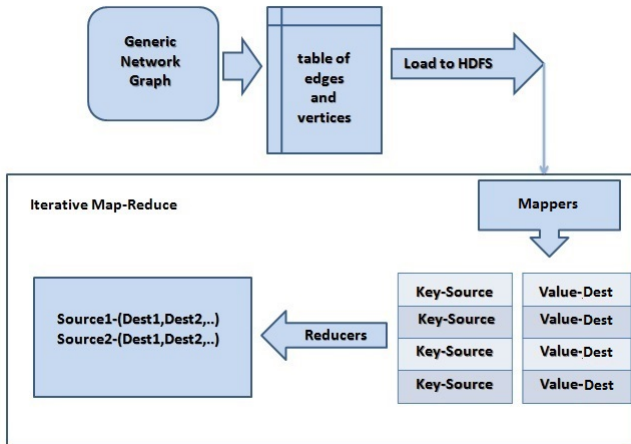 Generic
Network
Graph
table of
edges
and
vertices
Load to HDFS
Iterative Map-Reduce
Mappers
Key-Source Value-Dest
Key-Source Value-Dest
Key-Source Value-Dest
Key-Source Value-Dest
Reducers
Source1-(Dest1,Dest2,..)
Source2-(Dest1,Dest2,..)